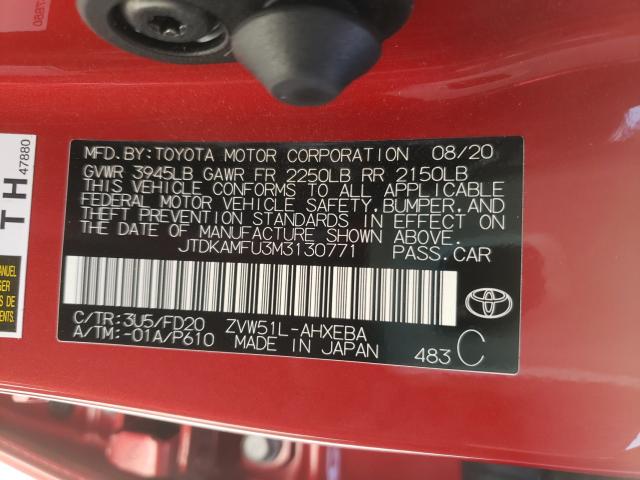 MFD.BY:TOYOTA MOTOR CORPORATION 08/20
GVWR 3945LB GAWR FR 2250LB RR 2150LB
THIS VEHICLE CONFORMS TO ALL APPLICABLE
FEDERAL MOTOR VEHICLE SAFETY,BUMPER,AND
THEFT PREVENTION STANDARDS IN EFFECT ON
THE DATE OF MANUFACTURE SHOWN ABOVE.
JTDKAMFU3M3130771 PASS.CAR
C/TR:3U5/FD20 ZVW51L-AHXEBA
A/TM:-01A/P610 MADE IN JAPAN
483 C
TOYOTA
TH 47880
MANUEL